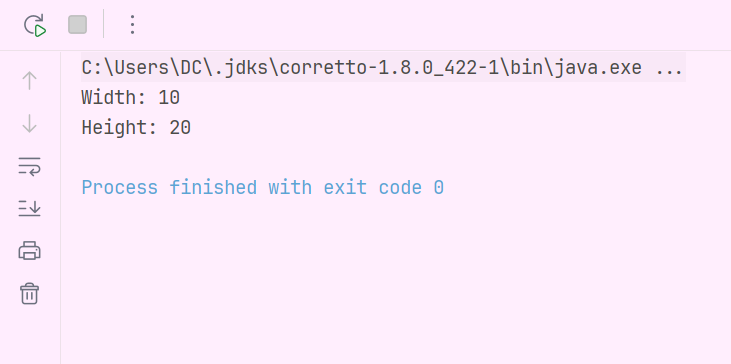 C:\Users\DC\.jdks\corretto-1.8.0_422-1\bin\java.exe ...
Width: 10
Height: 20
Process finished with exit code 0